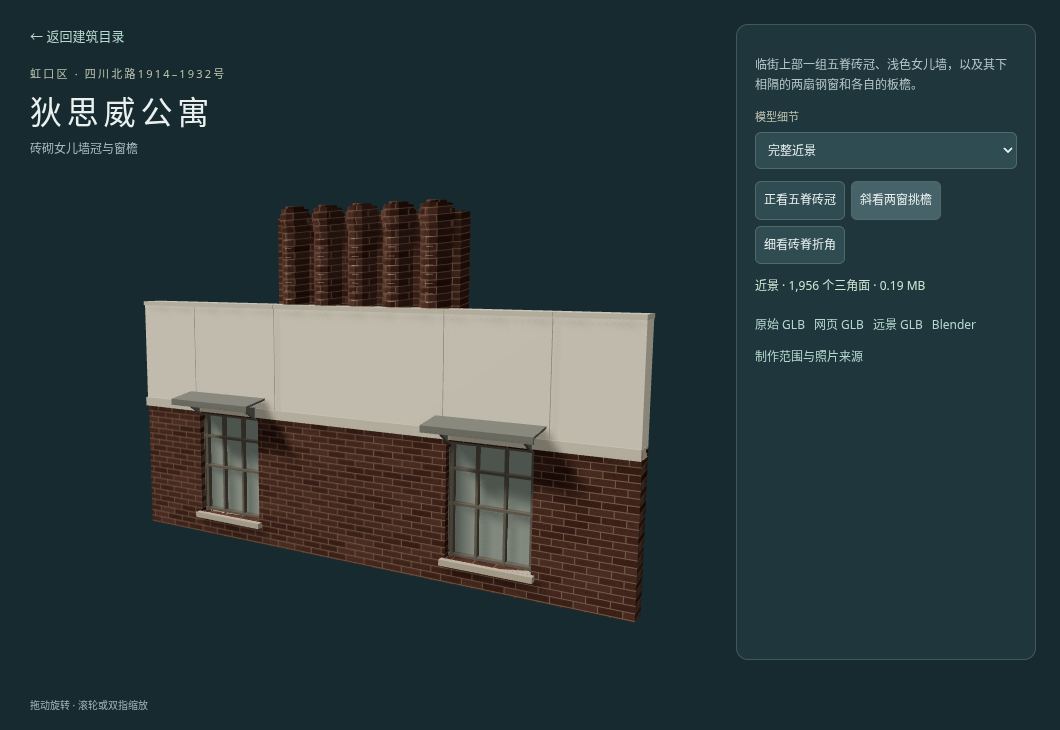 ← 返回建筑目录
虹口区 · 四川北路1914–1932号
狄思威公寓
砖砌女儿墙冠与窗檐
临街上部一组五脊砖冠、浅色女儿墙，以及其下
相隔的两扇钢窗和各自的板檐。
模型细节
完整近景
正看五脊砖冠 斜看两窗挑檐
细看砖脊折角
近景 · 1,956 个三角面 · 0.19 MB
原始 GLB 网页 GLB 远景 GLB Blender
制作范围与照片来源
拖动旋转 · 滚轮或双指缩放